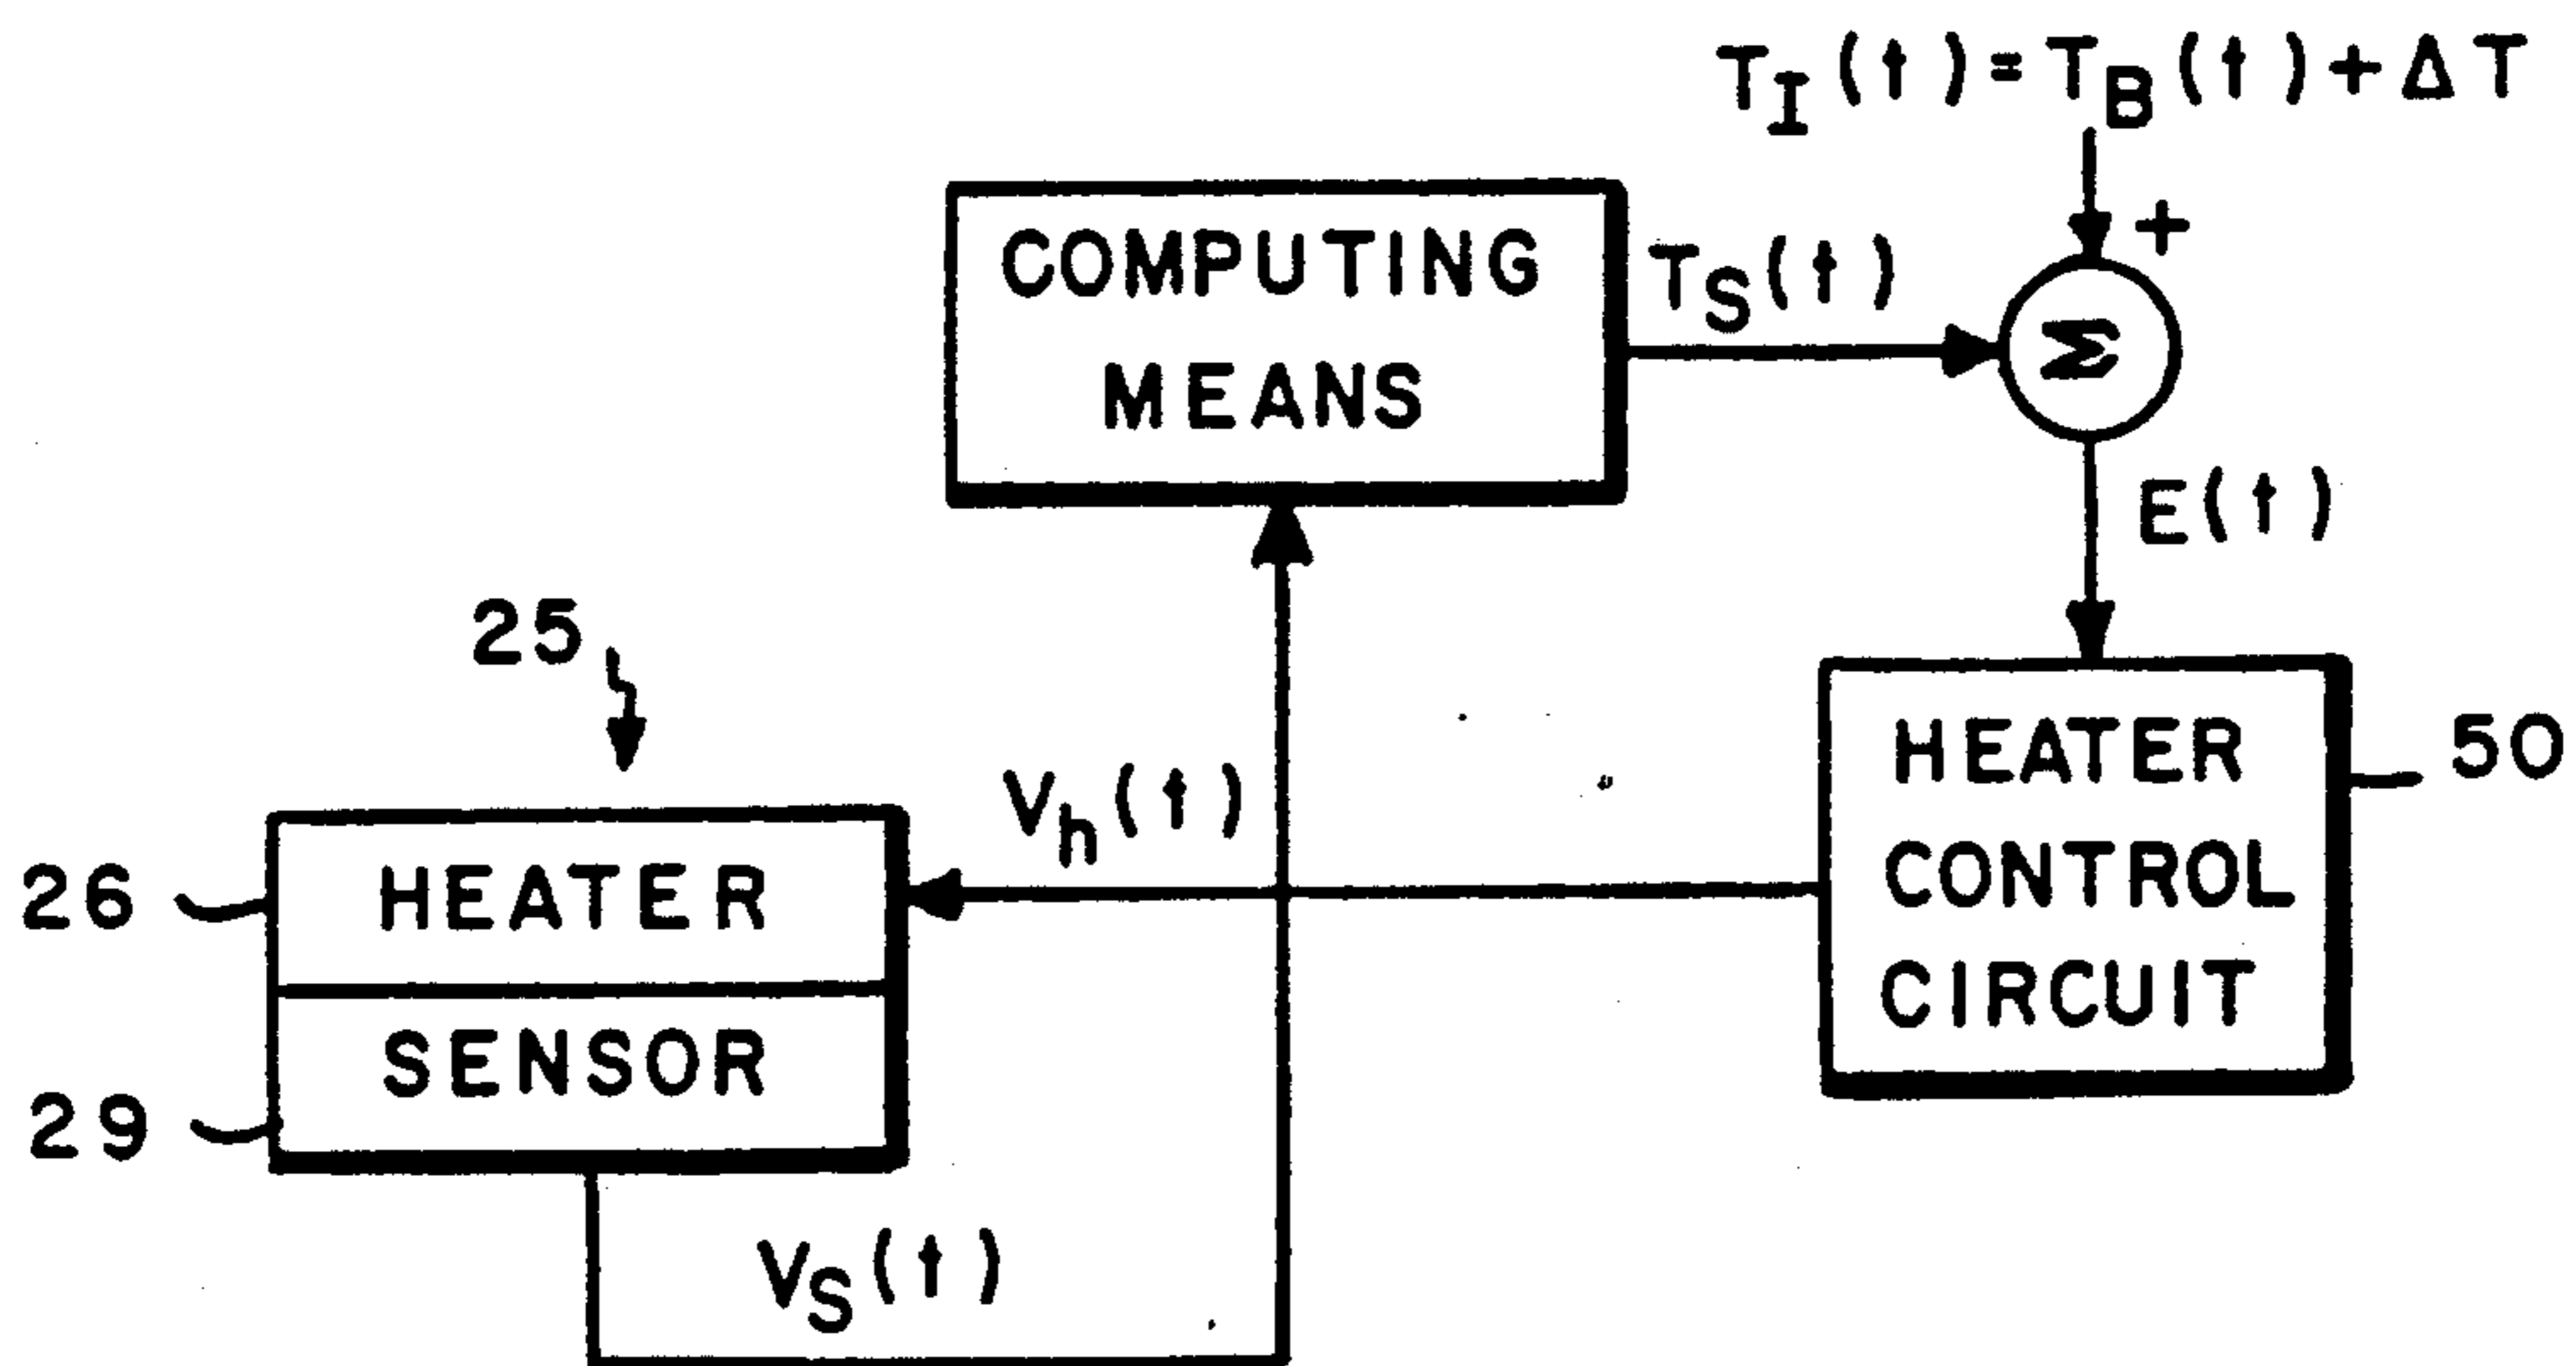 T_I(t) = T_B(t) + ΔT
+
COMPUTING
MEANS
T_S(t)
Σ
E(t)
25
HEATER
CONTROL
CIRCUIT
50
V_h(t)
26
HEATER
SENSOR
29
V_S(t)